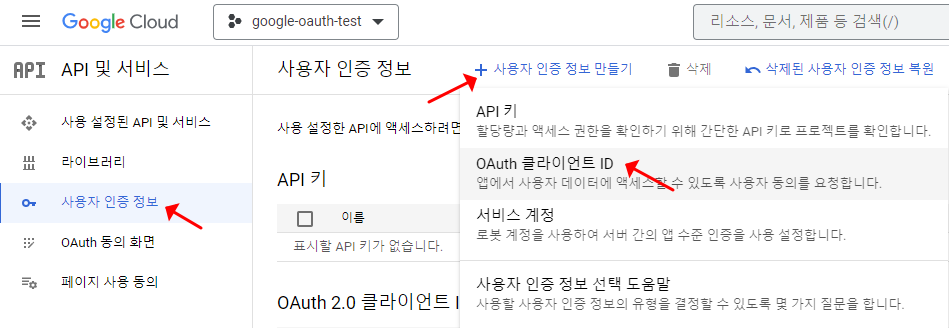 Google Cloud
google-oauth-test
리소스, 문서, 제품 등 검색(/)
API
API 및 서비스
사용 설정된 API 및 서비스
라이브러리
사용자 인증 정보
OAuth 동의 화면
페이지 사용 동의
사용자 인증 정보
+ 사용자 인증 정보 만들기
삭제
삭제된 사용자 인증 정보 복원
사용 설정한 API에 액세스하려면
API 키
이름
표시할 API 키가 없습니다.
OAuth 2.0 클라이언트 I
API 키
할당량과 액세스 권한을 확인하기 위해 간단한 API 키로 프로젝트를 확인합니다.
OAuth 클라이언트 ID
앱에서 사용자 데이터에 액세스할 수 있도록 사용자 동의를 요청합니다.
서비스 계정
로봇 계정을 사용하여 서버 간의 앱 수준 인증을 사용 설정합니다.
사용자 인증 정보 선택 도움말
사용할 사용자 인증 정보의 유형을 결정할 수 있도록 몇 가지 질문을 합니다.